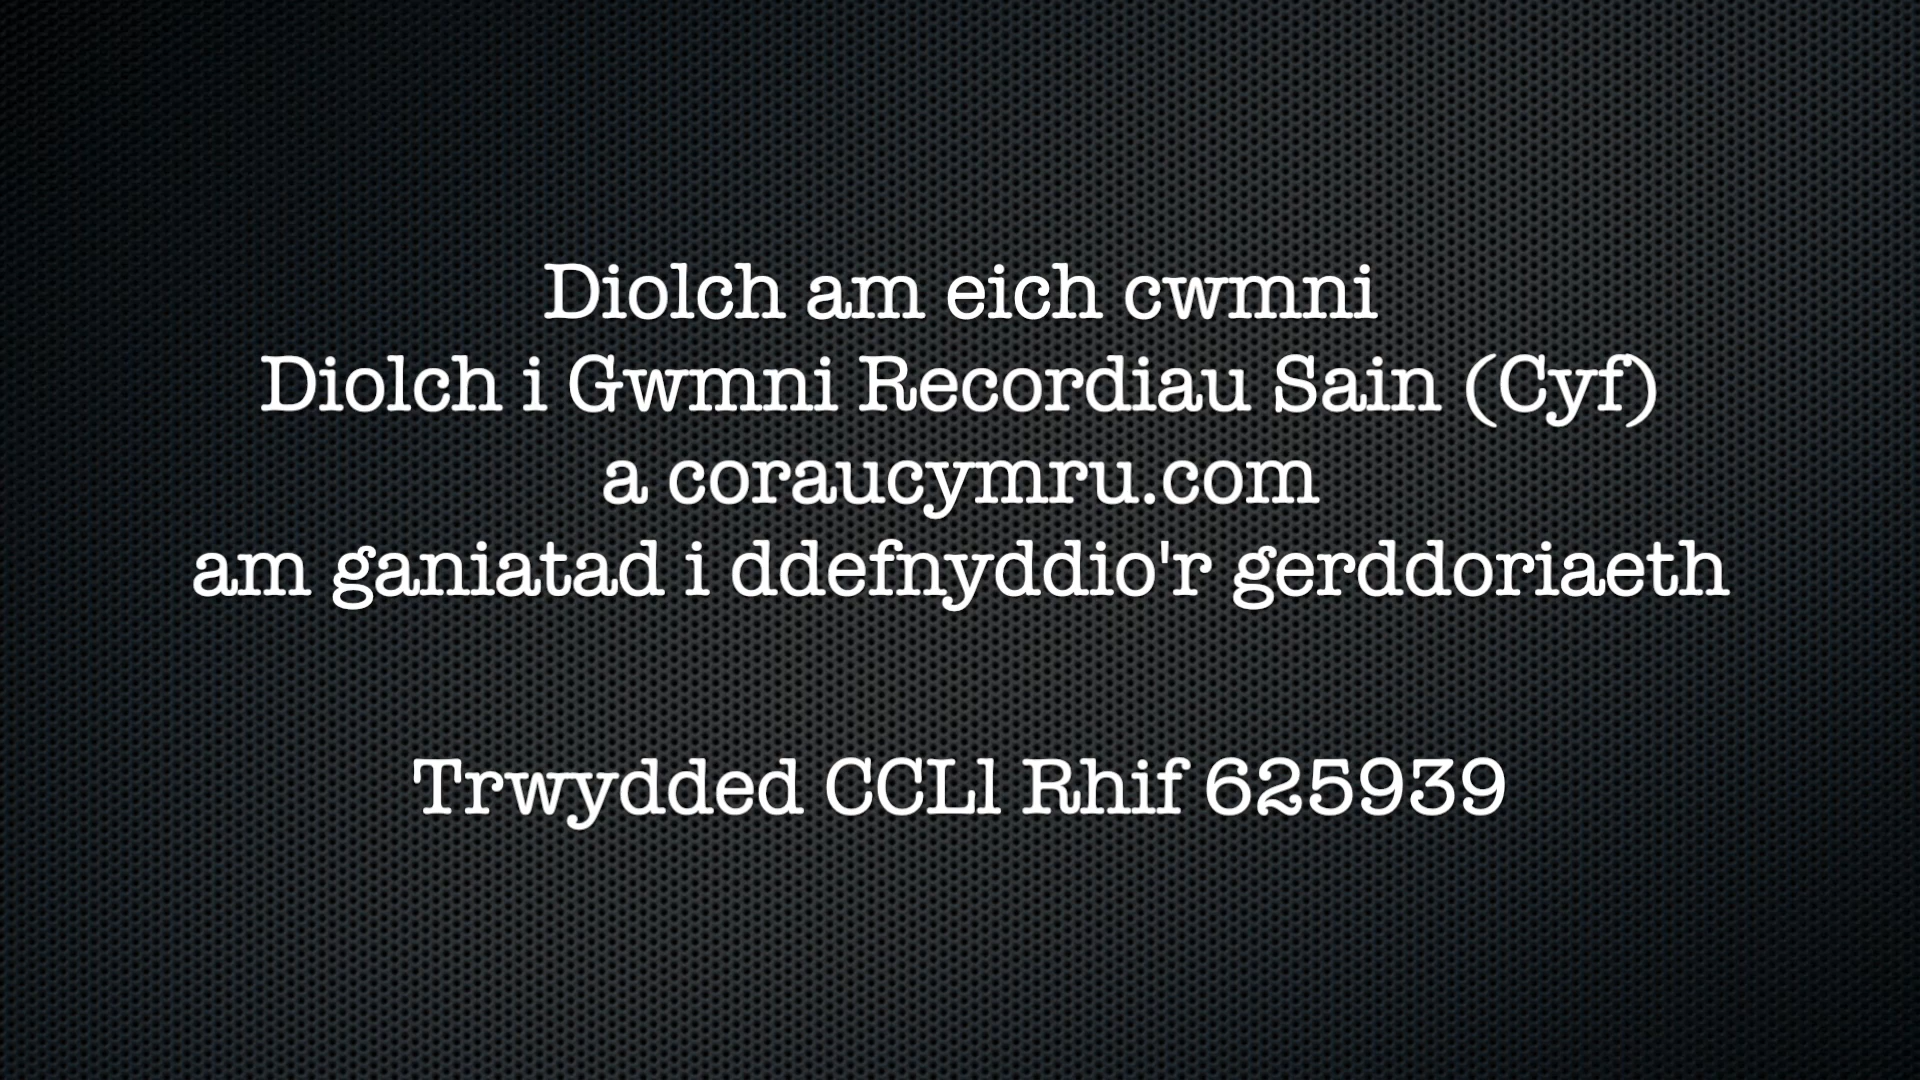 Diolch am eich cwmni
Diolch i Gwmni Recordiau Sain (Cyf)
a coraucymru.com
am ganiatad i ddefnyddio'r gerddoriaeth
Trwydded CCLl Rhif 625939